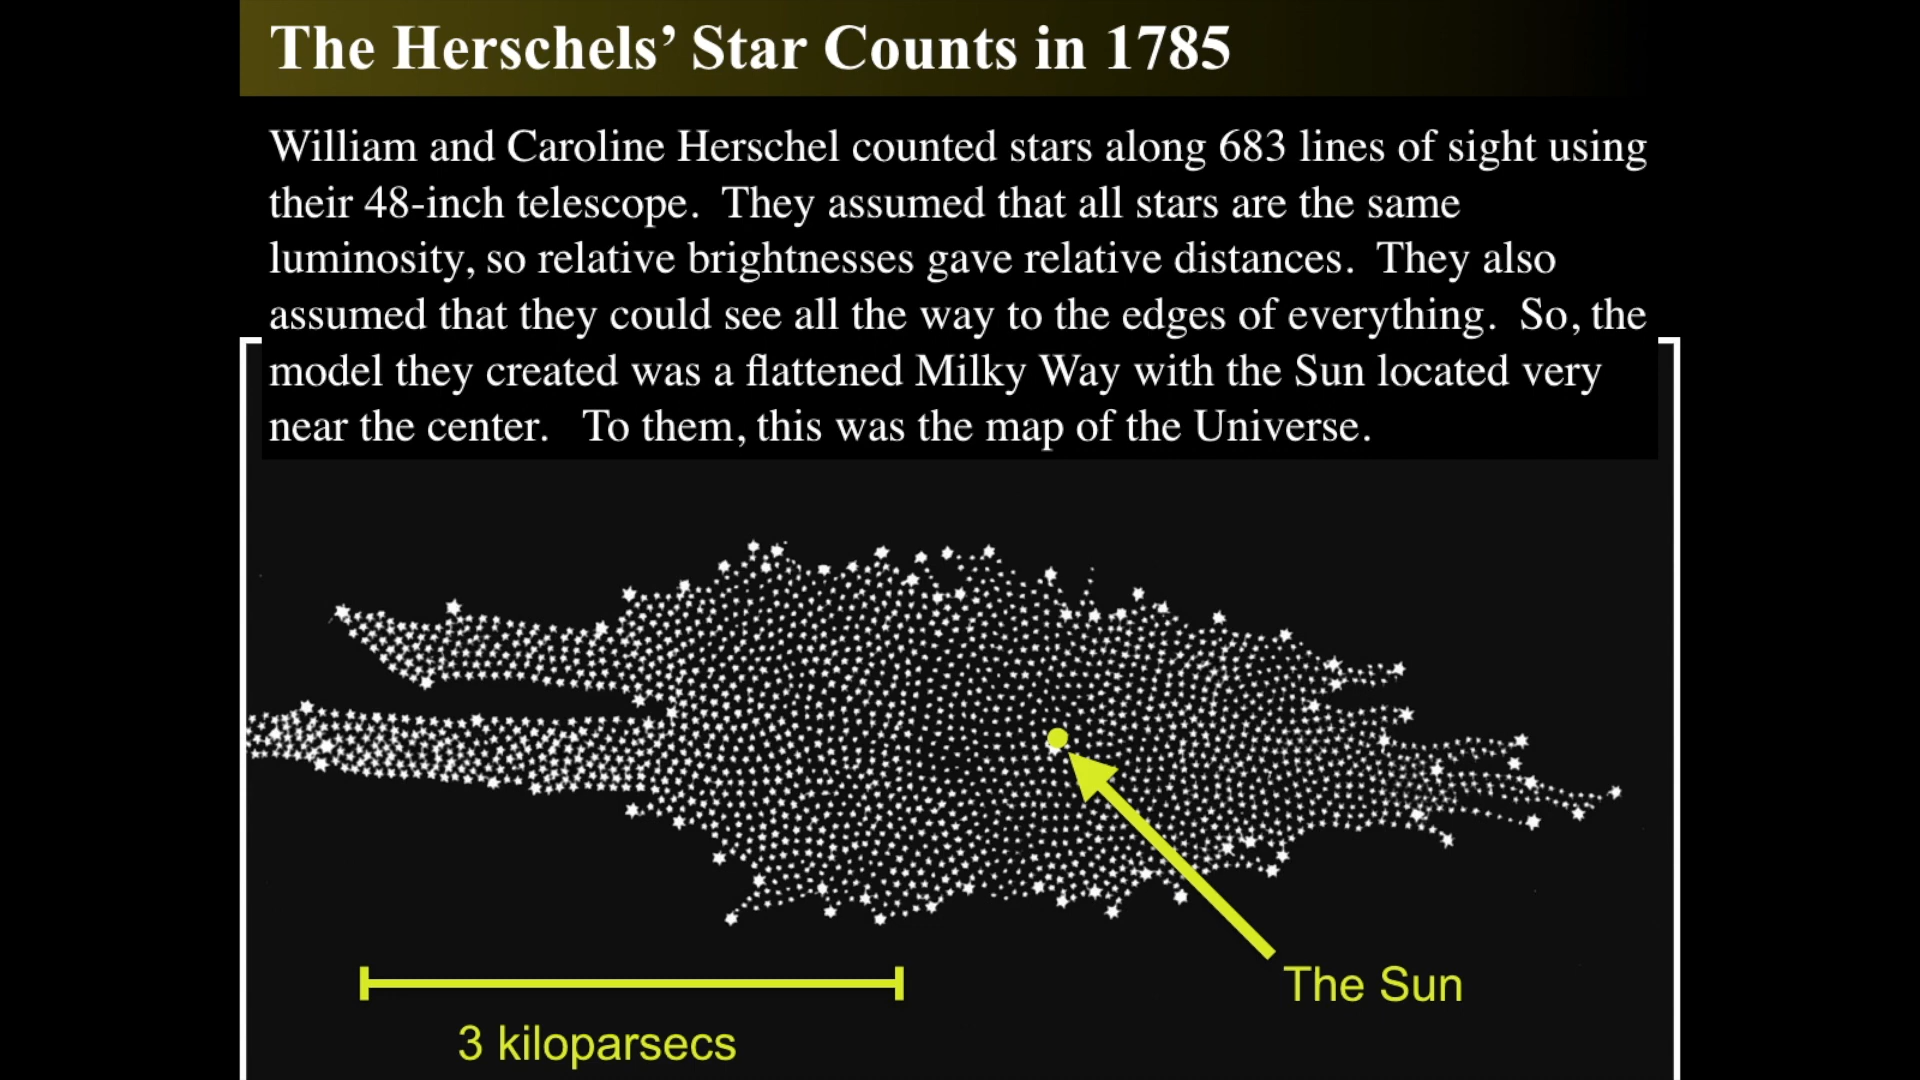 The Herschels’ Star Counts in 1785
William and Caroline Herschel counted stars along 683 lines of sight using
their 48-inch telescope.  They assumed that all stars are the same
luminosity, so relative brightnesses gave relative distances.  They also
assumed that they could see all the way to the edges of everything.  So, the
model they created was a flattened Milky Way with the Sun located very
near the center.   To them, this was the map of the Universe.
The Sun
3 kiloparsecs